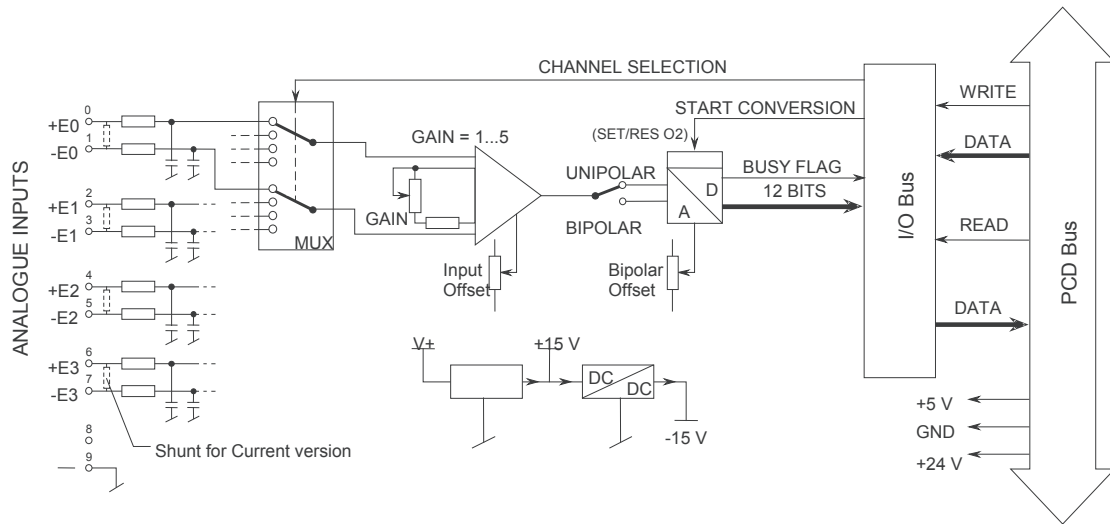 CHANNEL SELECTION
START CONVERSION
(SET/RES O2)
WRITE
DATA
READ
DATA
BUSY FLAG
12 BITS
I/O Bus
PCD Bus
ANALOGUE INPUTS
0
+E0
1
-E0
2
+E1
3
-E1
4
+E2
5
-E2
6
+E3
7
-E3
8
9
MUX
GAIN = 1...5
GAIN
UNIPOLAR
BIPOLAR
D
A
Input
Offset
Bipolar
Offset
V+
+15 V
DC
DC
-15 V
+5 V
GND
+24 V
Shunt for Current version